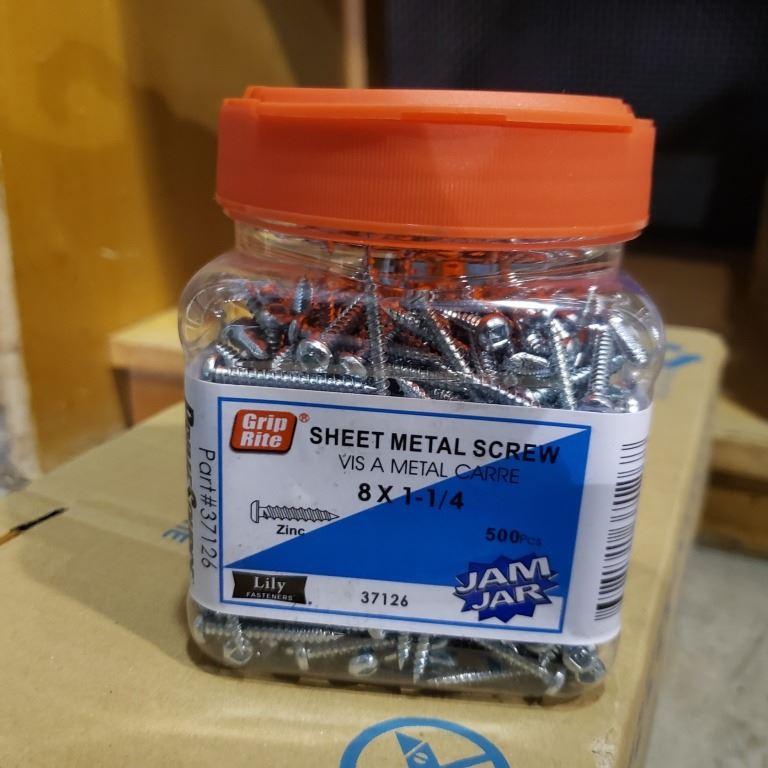 Grip
Rite®
SHEET METAL SCREW
VIS A METAL CARRE
8 X 1-1/4
Zinc
500Pcs
Lily
FASTENERS
37126
JAM
JAR
Part#37126